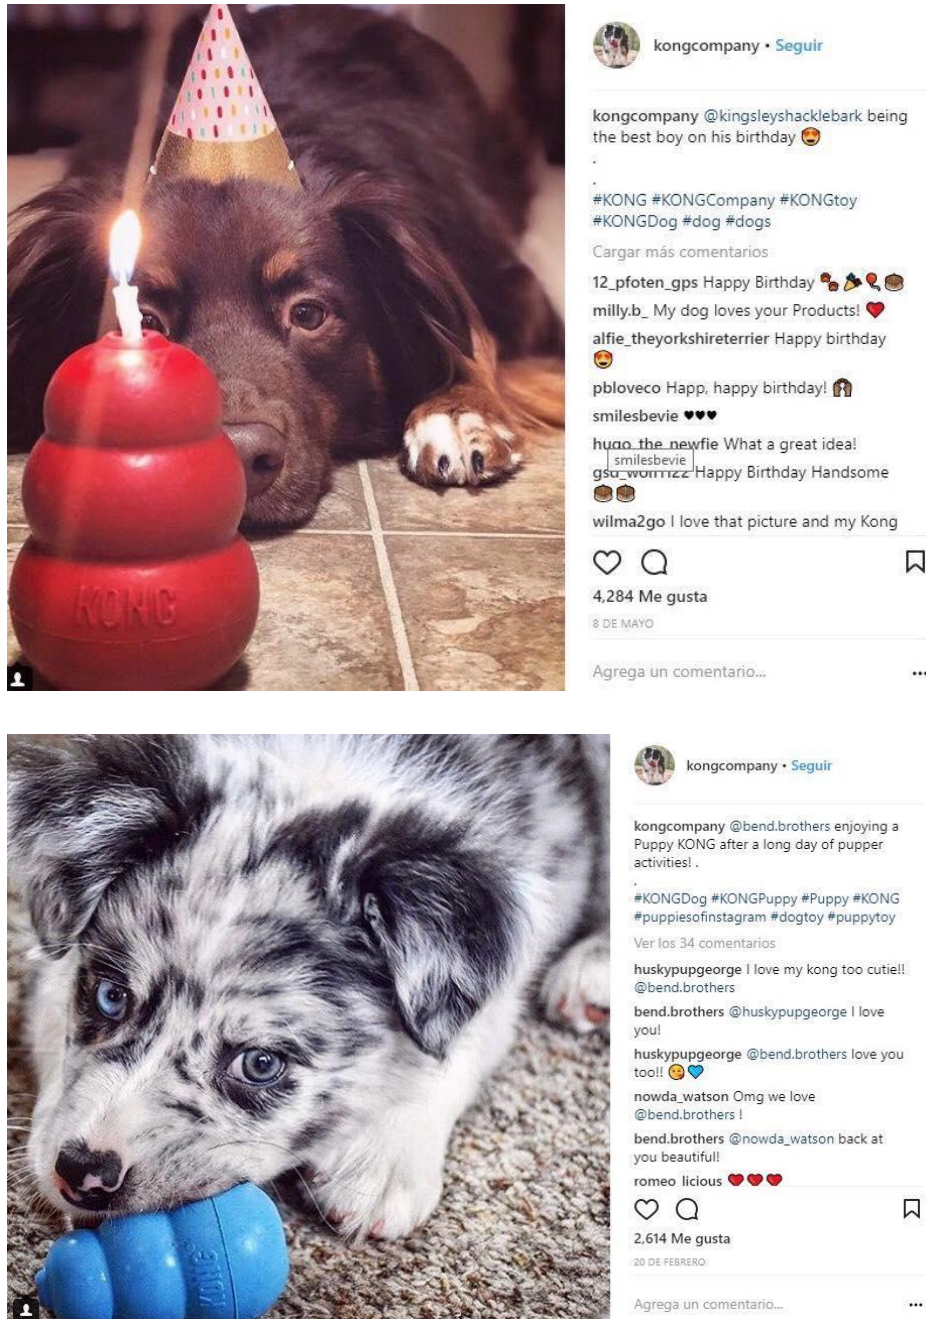 kongcompany • Seguir
kongcompany @kingsleyshacklebark being
the best boy on his birthday 😍
.
.
#KONG #KONGCompany #KONGtoy
#KONGDog #dog #dogs
Cargar más comentarios
12_pfoten_gps Happy Birthday 🐾🎉🎈🎂
milly.b_ My dog loves your Products! ❤️
alfie_theyorkshireterrier Happy birthday
😍
pbloveco Happ, happy birthday! 🙌🏾
smilesbevie ♥♥♥
hugo_the_newfie What a great idea!
smilesbevie
Happy Birthday Handsome
🎂🎂
wilma2go I love that picture and my Kong
4,284 Me gusta
8 DE MAYO
Agrega un comentario...
KONG
kongcompany • Seguir
kongcompany @bend.brothers enjoying a
Puppy KONG after a long day of pupper
activities! .
.
#KONGDog #KONGPuppy #Puppy #KONG
#puppiesofinstagram #dogtoy #puppytoy
Ver los 34 comentarios
huskypupgeorge I love my kong too cutie!!
@bend.brothers
bend.brothers @huskypupgeorge I love
you!
huskypupgeorge @bend.brothers love you
too!! 😘💙
nowda_watson Omg we love
@bend.brothers !
bend.brothers @nowda_watson back at
you beautiful!
romeo_licious ❤️❤️❤️
2,614 Me gusta
20 DE FEBRERO
Agrega un comentario...
KONG